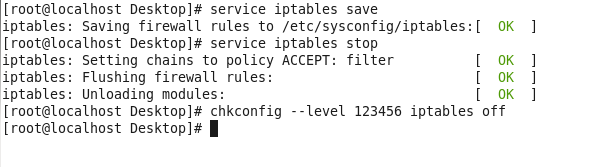 [root@localhost Desktop]# service iptables save
iptables: Saving firewall rules to /etc/sysconfig/iptables:[  OK  ]
[root@localhost Desktop]# service iptables stop
iptables: Setting chains to policy ACCEPT: filter          [  OK  ]
iptables: Flushing firewall rules:                         [  OK  ]
iptables: Unloading modules:                               [  OK  ]
[root@localhost Desktop]# chkconfig --level 123456 iptables off
[root@localhost Desktop]#